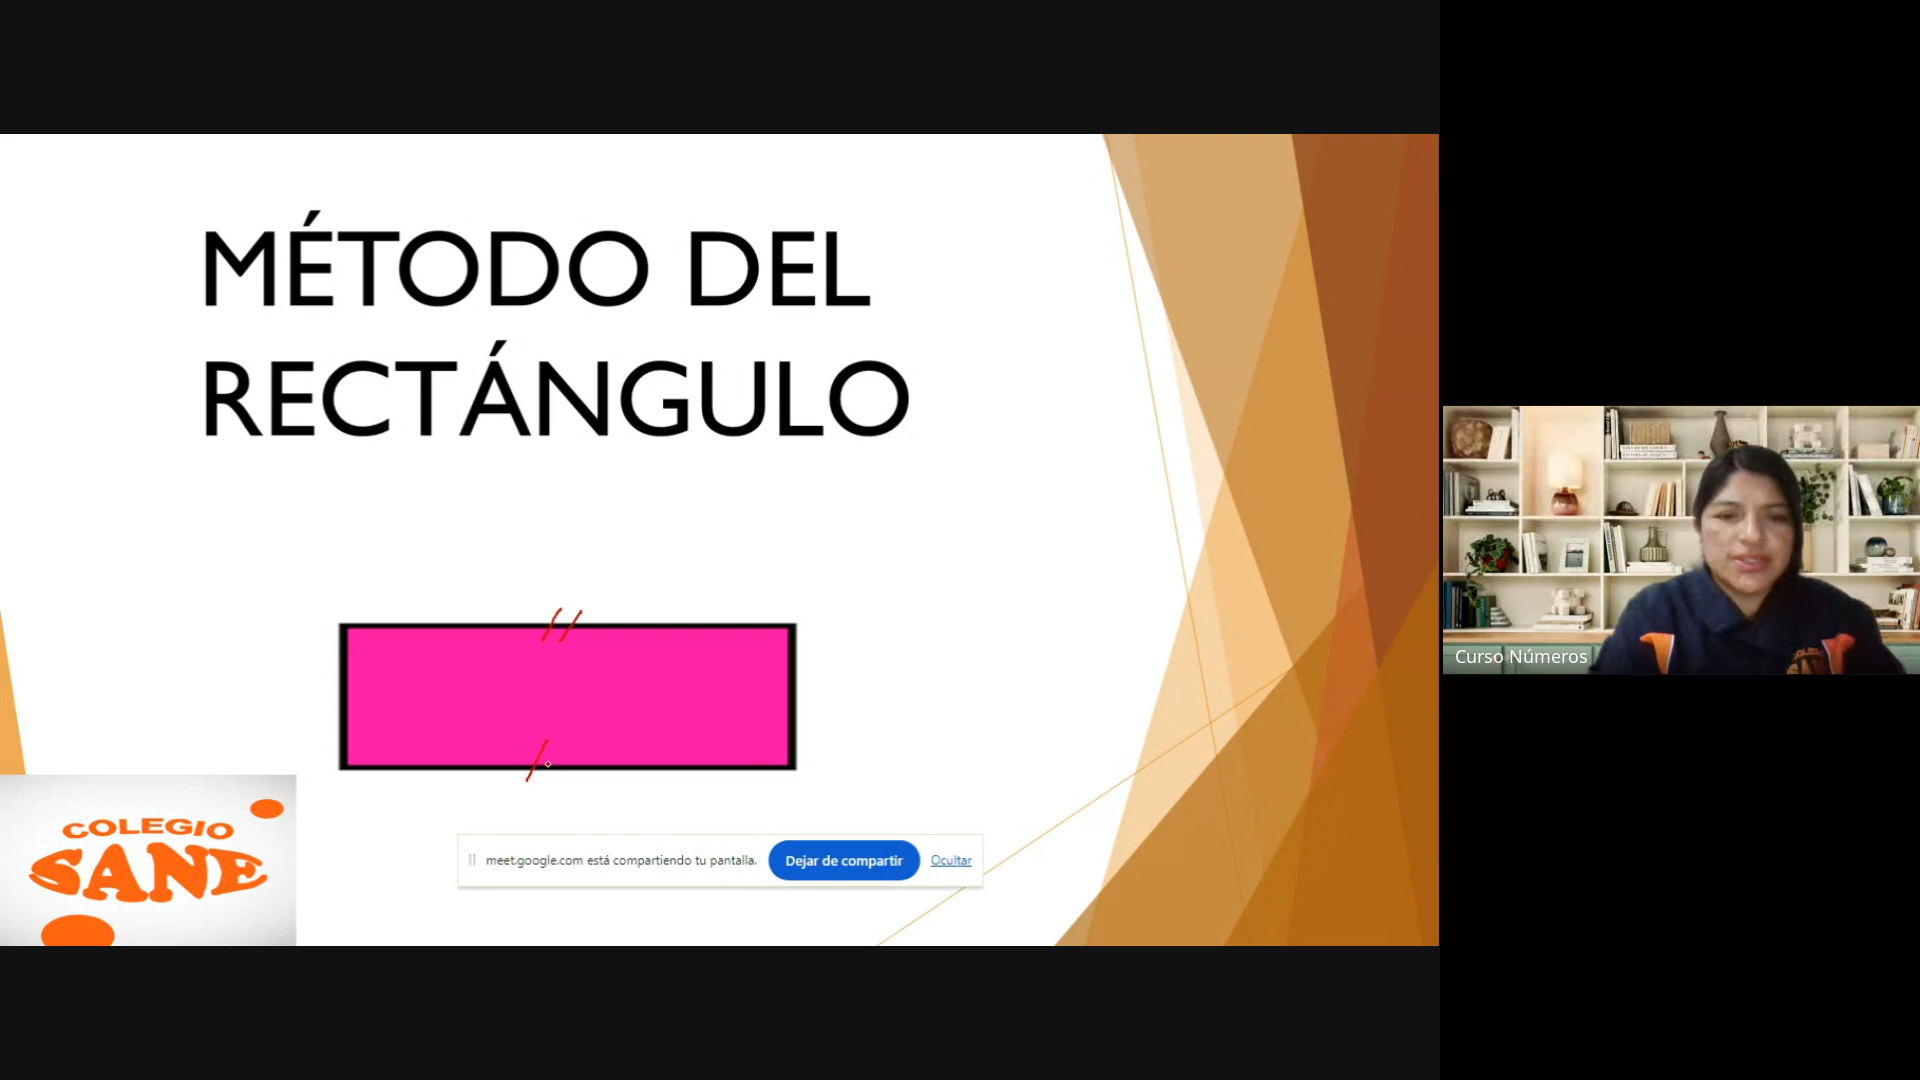 MÉTODO DEL
RECTÁNGULO
COLEGIO
SANE
meet.google.com está compartiendo tu pantalla.
Dejar de compartir
Ocultar
Curso Números